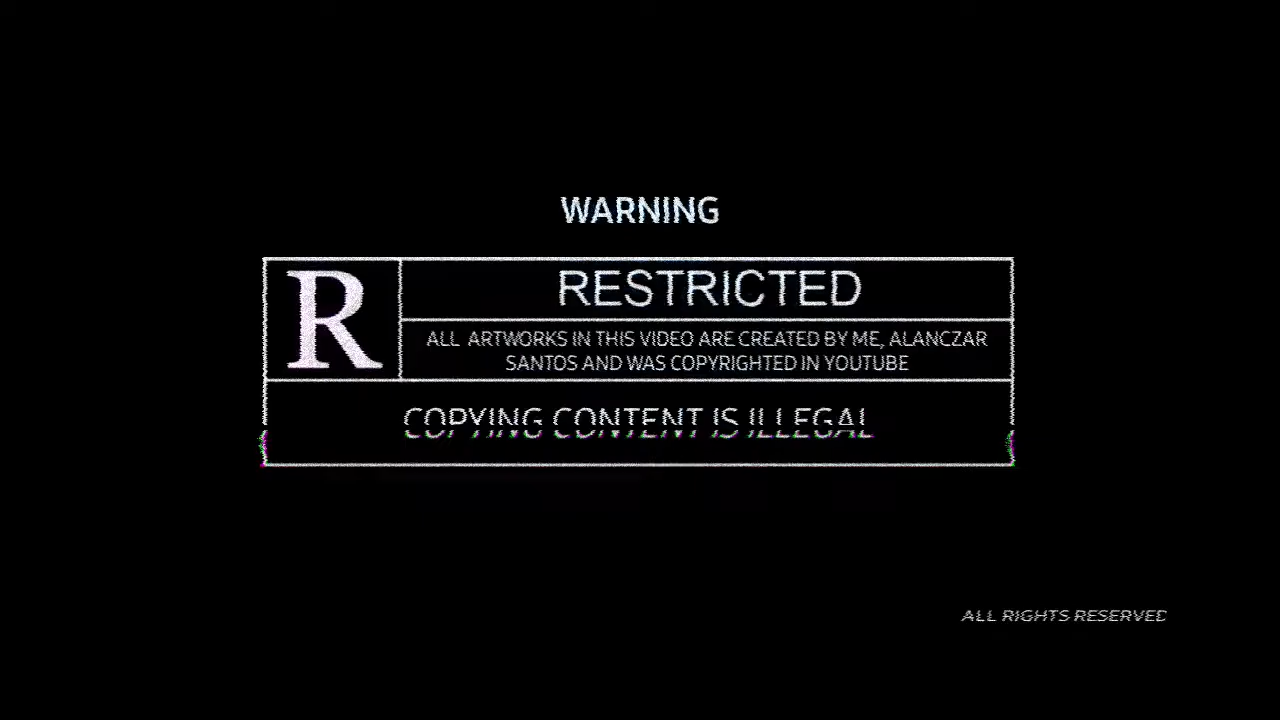 WARNING
R
RESTRICTED
ALL ARTWORKS IN THIS VIDEO ARE CREATED BY ME, ALANCZAR
SANTOS AND WAS COPYRIGHTED IN YOUTUBE
COPYING CONTENT IS ILLEGAL
ALL RIGHTS RESERVED